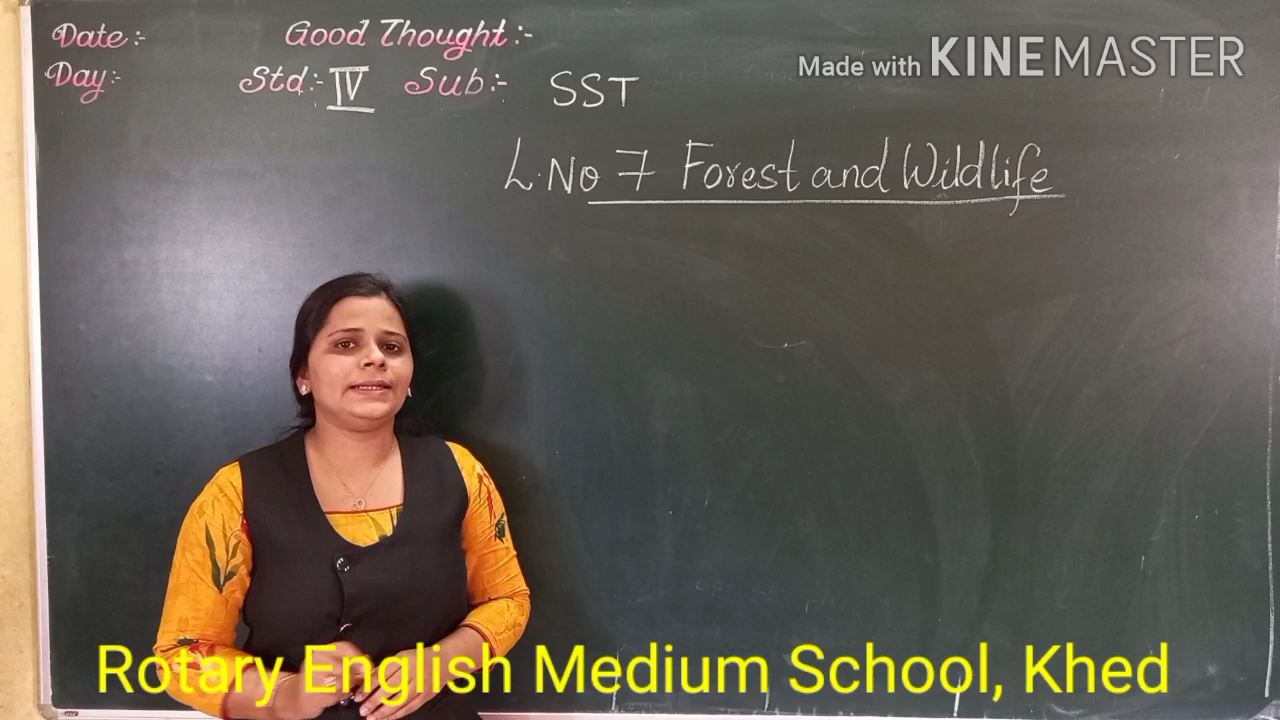 Date:- Good Thought:-
Made with KINEMASTER
Day:- Std:- IV Sub:- SST
L.No 7 Forest and Wildlife
Rotary English Medium School, Khed